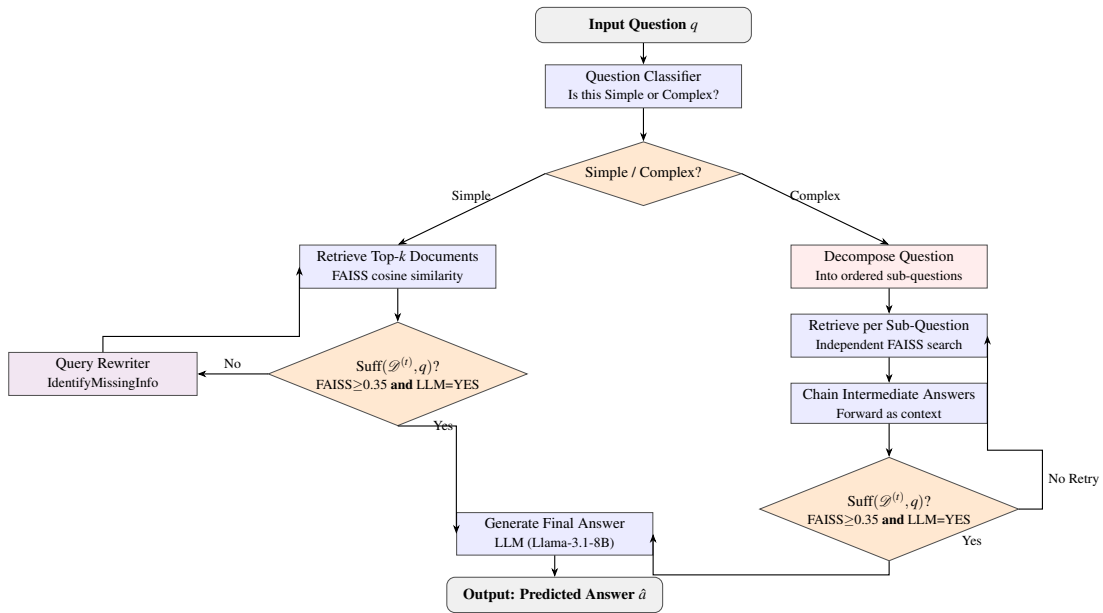 Input Question q
Question Classifier
Is this Simple or Complex?
Simple / Complex?
Simple
Complex
Retrieve Top-k Documents
FAISS cosine similarity
Decompose Question
Into ordered sub-questions
Retrieve per Sub-Question
Independent FAISS search
Query Rewriter
IdentifyMissingInfo
No
Suff(𝒟^(t), q)?
FAISS≥0.35 and LLM=YES
Chain Intermediate Answers
Forward as context
Yes
No Retry
Suff(𝒟^(t), q)?
FAISS≥0.35 and LLM=YES
Yes
Generate Final Answer
LLM (Llama-3.1-8B)
Output: Predicted Answer â